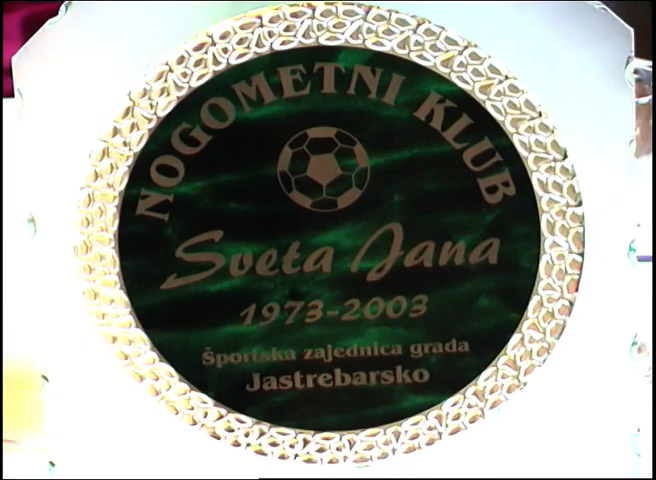 NOGOMETNI KLUB
Sveta Jana
1973-2003
Športska zajednica grada
Jastrebarsko